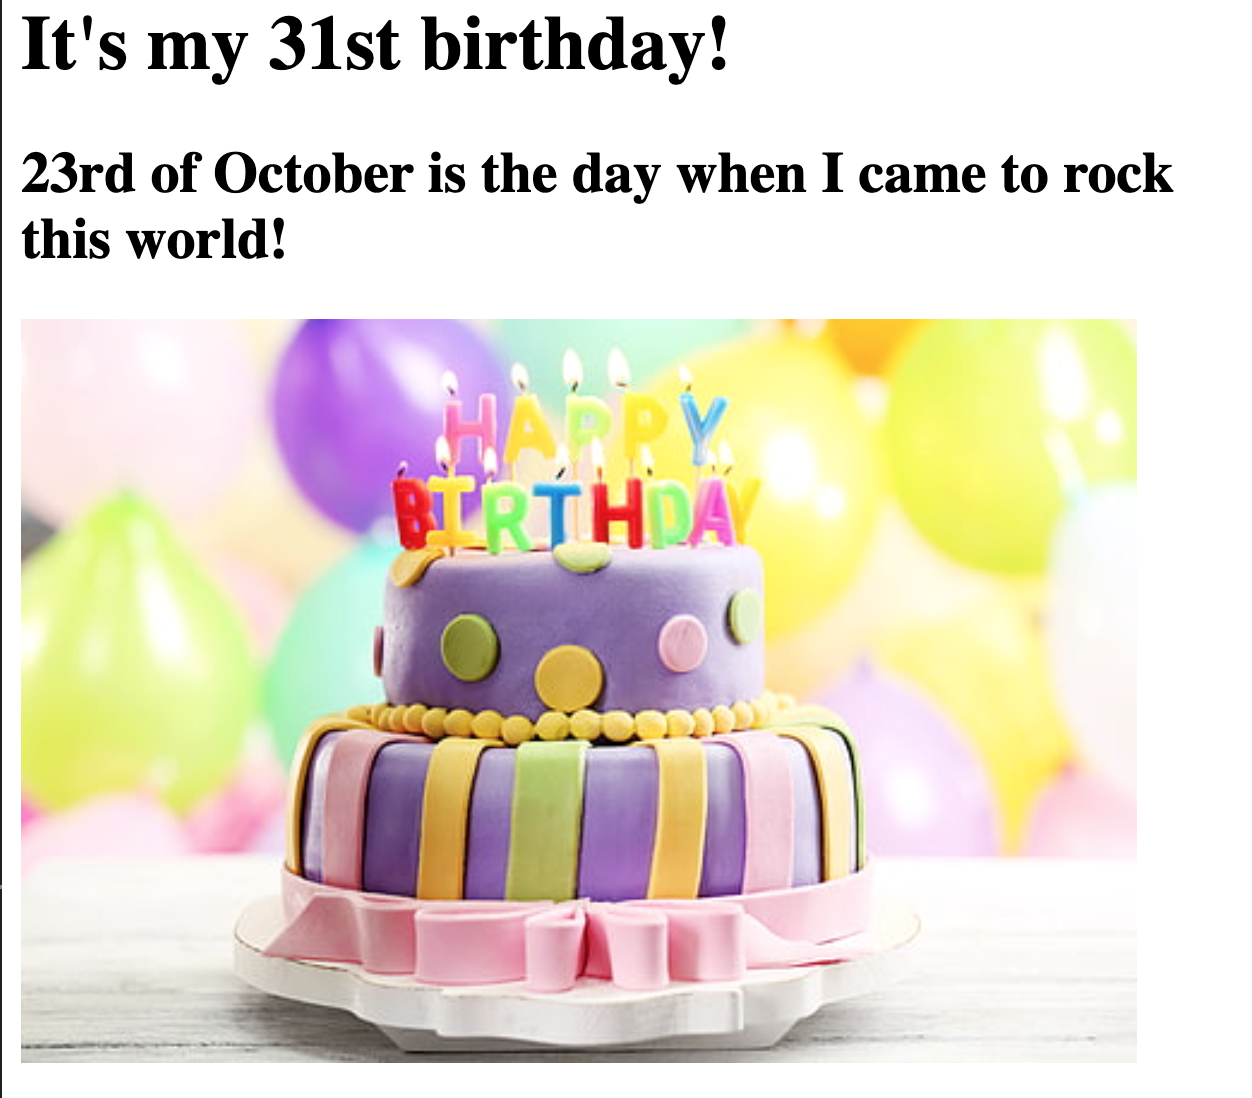 It's my 31st birthday!
23rd of October is the day when I came to rock
this world!
HAPPY
BIRTHDAY